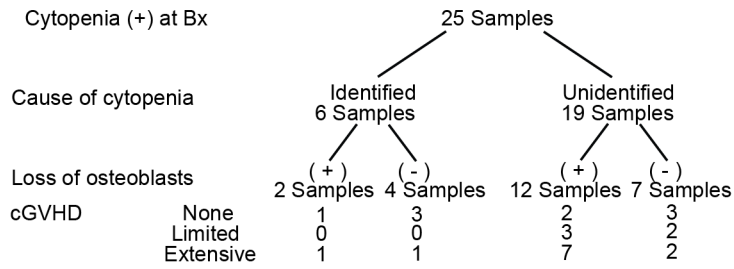 Cytopenia (+) at Bx 25 Samples
Cause of cytopenia Identified Unidentified
6 Samples 19 Samples
(+) (-) (+) (-)
Loss of osteoblasts 2 Samples 4 Samples 12 Samples 7 Samples
cGVHD None 1 3 2 3
Limited 0 0 3 2
Extensive 1 1 7 2